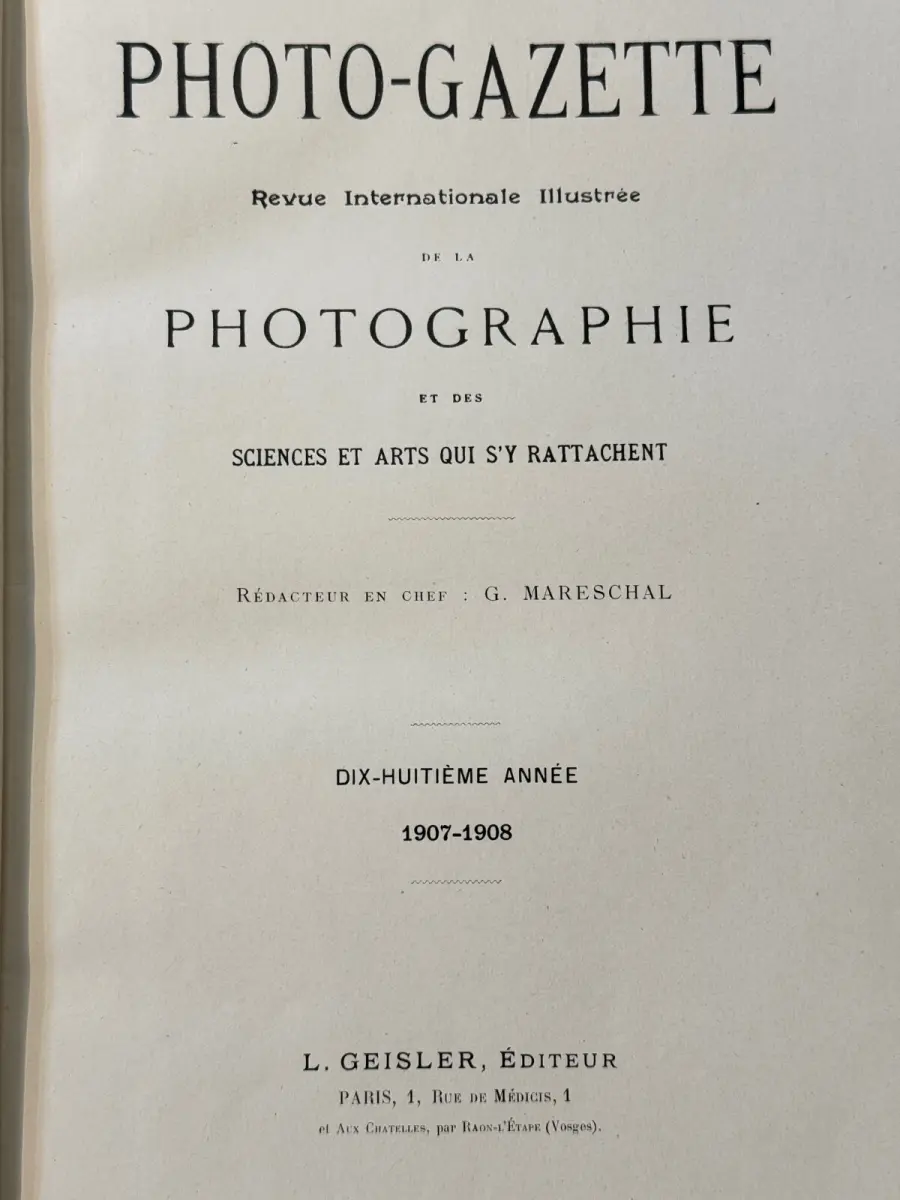 PHOTO-GAZETTE
Revue Internationale Illustrée
DE LA
PHOTOGRAPHIE
ET DES
SCIENCES ET ARTS QUI S'Y RATTACHENT
RÉDACTEUR EN CHEF : G. MARESCHAL
DIX-HUITIÈME ANNÉE
1907-1908
L. GEISLER, ÉDITEUR
PARIS, 1, RUE DE MÉDICIS, 1
et AUX CHATELLES, par RAON-L'ÉTAPE (Vosges).